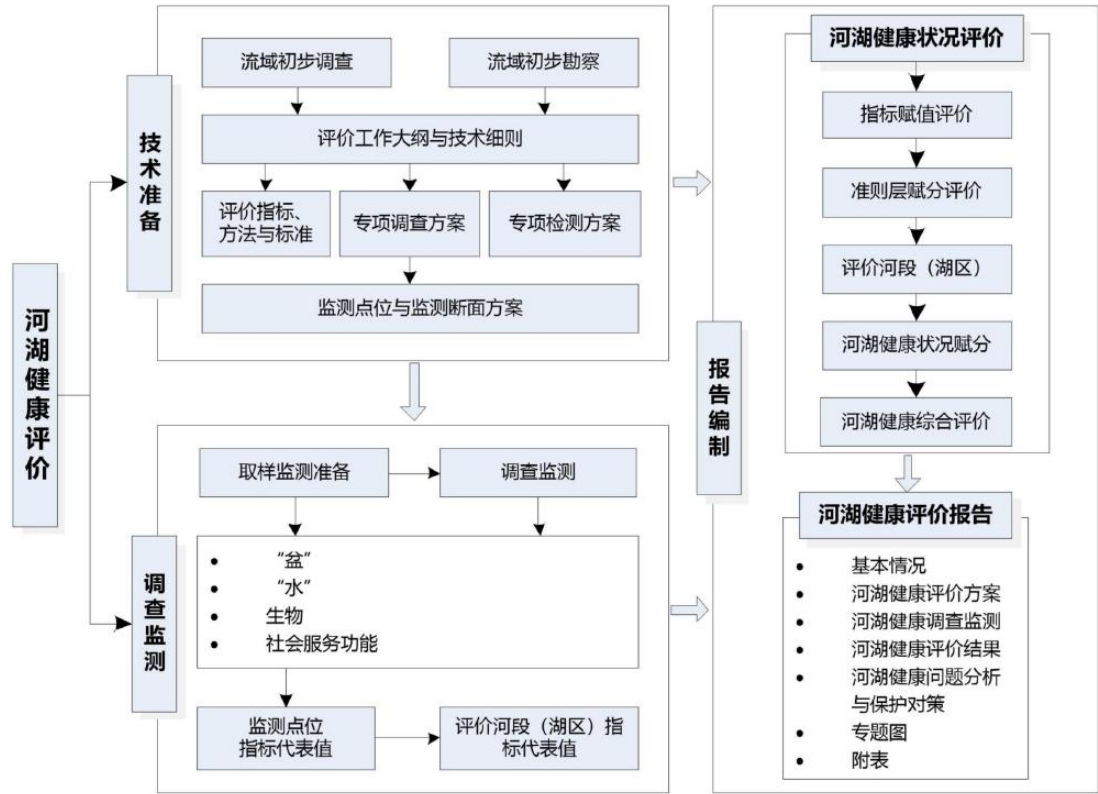 河湖健康评价
技术准备
流域初步调查
流域初步勘察
评价工作大纲与技术细则
评价指标、
方法与标准
专项调查方案
专项检测方案
监测点位与监测断面方案
调查监测
取样监测准备
调查监测
• “盆”
• “水”
• 生物
• 社会服务功能
监测点位
指标代表值
评价河段（湖区）指
标代表值
报告编制
河湖健康状况评价
指标赋值评价
准则层赋分评价
评价河段（湖区）
河湖健康状况赋分
河湖健康综合评价
河湖健康评价报告
• 基本情况
• 河湖健康评价方案
• 河湖健康调查监测
• 河湖健康评价结果
• 河湖健康问题分析
与保护对策
• 专题图
• 附表